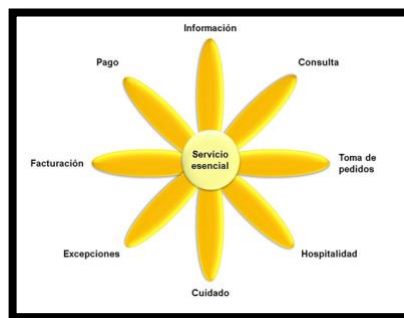 Información
Pago
Consulta
Facturación
Servicio
esencial
Toma de
pedidos
Excepciones
Hospitalidad
Cuidado